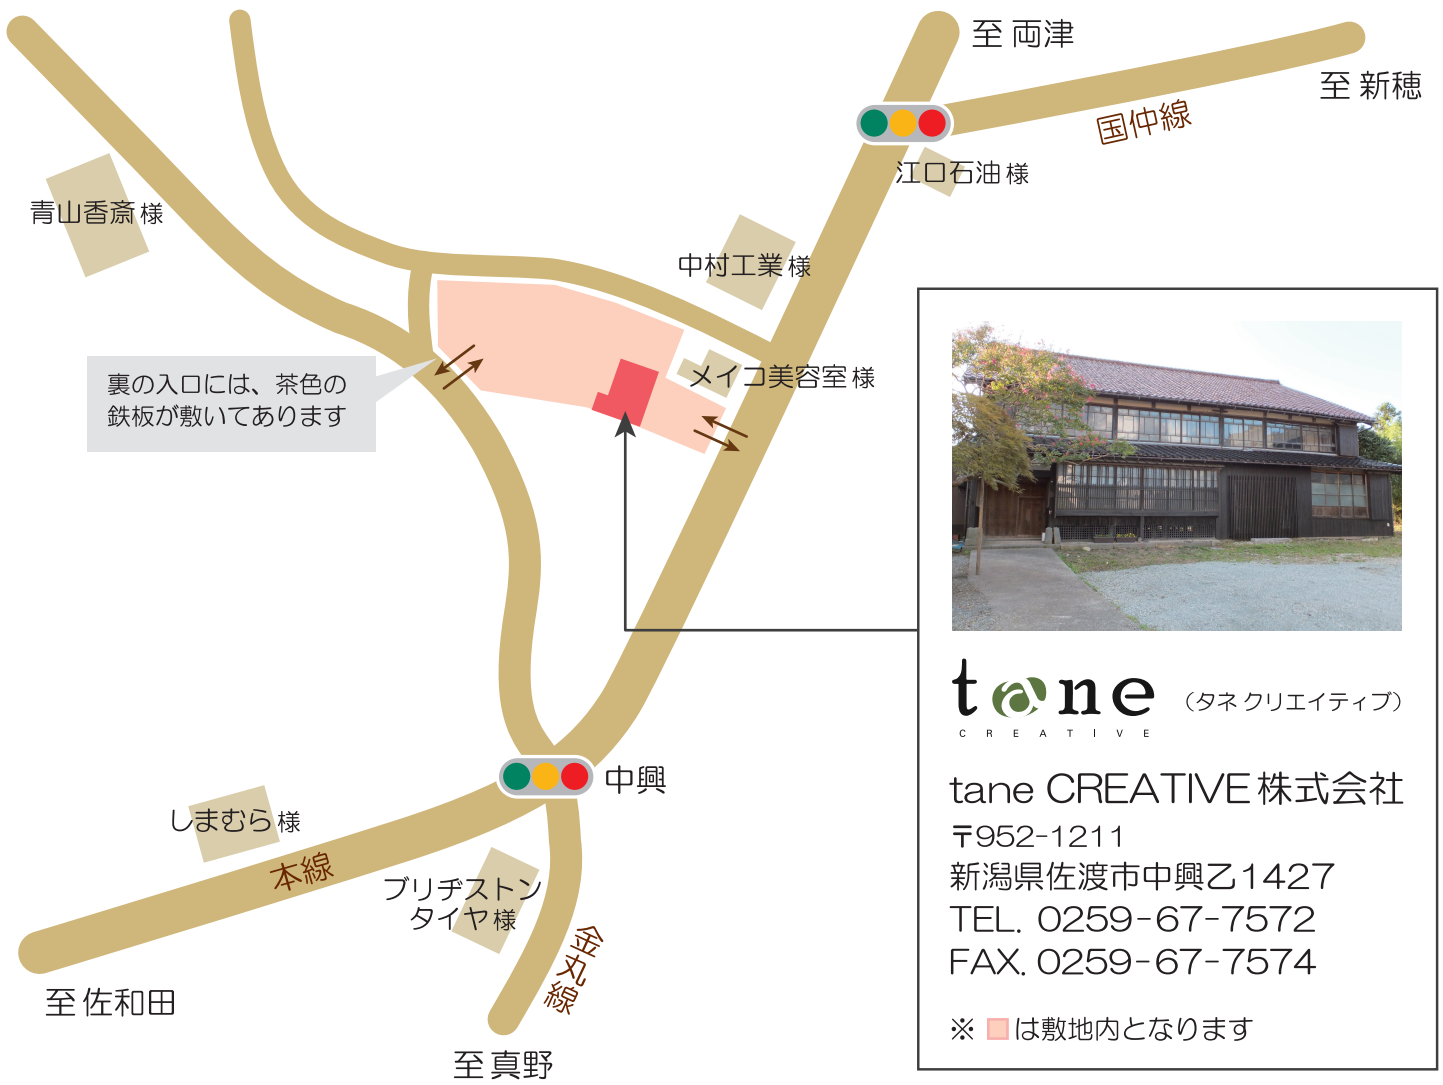 至 両津
至 新穂
国仲線
江口石油 様
青山香斎 様
中村工業 様
メイコ美容室 様
裏の入口には、茶色の
鉄板が敷いてあります
中興
しまむら 様
本線
ブリヂストン
タイヤ 様
金丸線
至 佐和田
至 真野
tane
CREATIVE
（タネ クリエイティブ）
tane CREATIVE 株式会社
〒952-1211
新潟県佐渡市中興乙1427
TEL. 0259-67-7572
FAX. 0259-67-7574
※ は敷地内となります